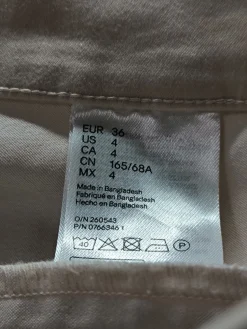 EUR 36
US 4
CA 4
CN 165/68A
MX 4
Made in Bangladesh
Fabriqué en Bangladesh
Hecho en Bangladesh
O/N 260543
P/N 0766346 1
40 P